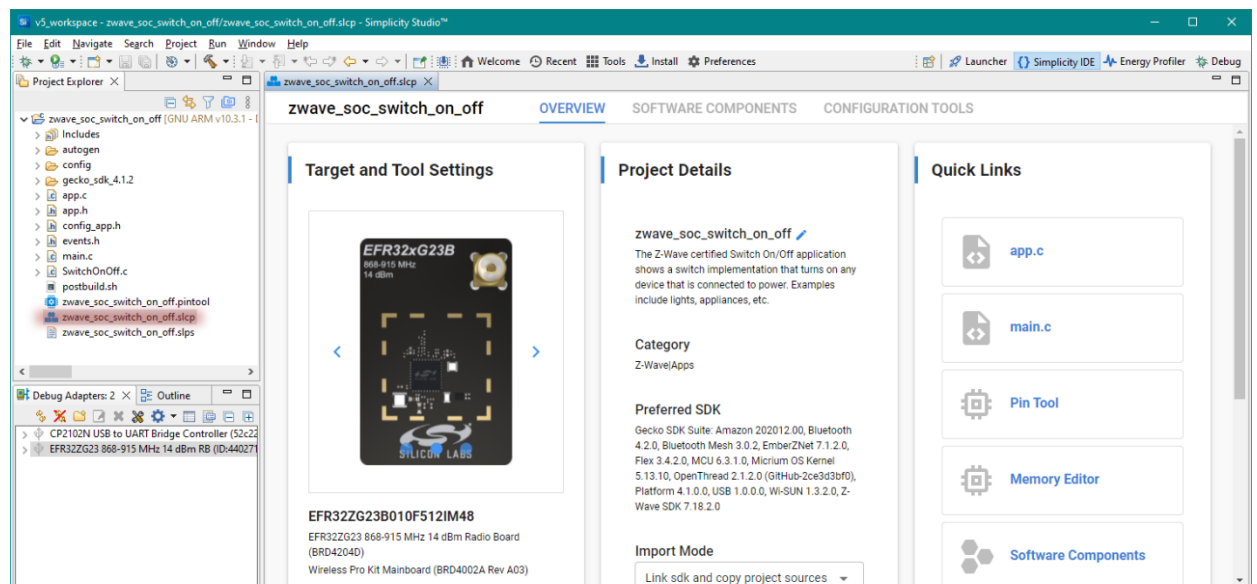 v5_workspace - zwave_soc_switch_on_off/zwave_soc_switch_on_off.slcp - Simplicity Studio™
File Edit Navigate Search Project Run Window Help
Welcome Recent Tools Install Preferences
Launcher {} Simplicity IDE Energy Profiler Debug
Project Explorer
zwave_soc_switch_on_off [GNU ARM v10.3.1 -
Includes
autogen
config
gecko_sdk_4.1.2
app.c
app.h
config_app.h
events.h
main.c
SwitchOnOff.c
postbuild.sh
zwave_soc_switch_on_off.pintool
zwave_soc_switch_on_off.slcp
zwave_soc_switch_on_off.slps
Debug Adapters: 2 Outline
CP2102N USB to UART Bridge Controller (52c22
EFR32ZG23 868-915 MHz 14 dBm RB (ID:440271
zwave_soc_switch_on_off.slcp
zwave_soc_switch_on_off OVERVIEW SOFTWARE COMPONENTS CONFIGURATION TOOLS
Target and Tool Settings
EFR32xG23B
868-915 MHz
14 dBm
SILICON LABS
EFR32ZG23B010F512IM48
EFR32ZG23 868-915 MHz 14 dBm Radio Board
(BRD4204D)
Wireless Pro Kit Mainboard (BRD4002A Rev A03)
Project Details
zwave_soc_switch_on_off
The Z-Wave certified Switch On/Off application
shows a switch implementation that turns on any
device that is connected to power. Examples
include lights, appliances, etc.
Category
Z-Wave|Apps
Preferred SDK
Gecko SDK Suite: Amazon 202012.00, Bluetooth
4.2.0, Bluetooth Mesh 3.0.2, EmberZNet 7.1.2.0,
Flex 3.4.2.0, MCU 6.3.1.0, Micrium OS Kernel
5.13.10, OpenThread 2.1.2.0 (GitHub-2ce3d3bf0),
Platform 4.1.0.0, USB 1.0.0.0, Wi-SUN 1.3.2.0, Z-
Wave SDK 7.18.2.0
Import Mode
Link sdk and copy project sources
Quick Links
app.c
main.c
Pin Tool
Memory Editor
Software Components